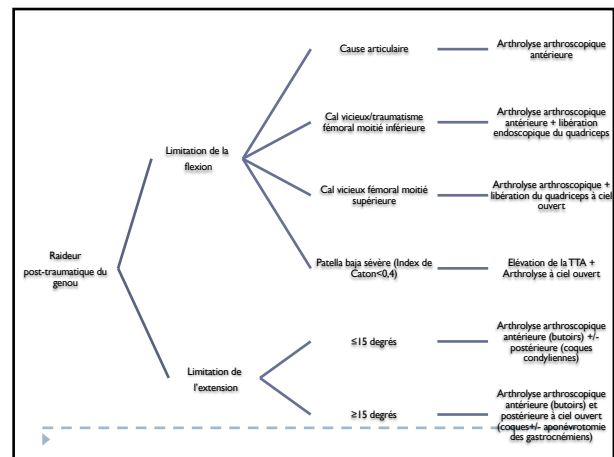 Raideur
post-traumatique du
genou
Limitation de la
flexion
Cause articulaire
Arthrolyse arthroscopique
antérieure
Cal vicieux/traumatisme
fémoral moitié inférieure
Arthrolyse arthroscopique
antérieure + libération
endoscopique du quadriceps
Cal vicieux fémoral moitié
supérieure
Arthrolyse arthroscopique +
libération du quadriceps à ciel
ouvert
Patella baja sévère (Index de
Caton<0,4)
Elévation de la TTA +
Arthrolyse à ciel ouvert
Limitation de
l'extension
≤15 degrés
Arthrolyse arthroscopique
antérieure (butoirs) +/-
postérieure (coques
condyliennes)
≥15 degrés
Arthrolyse arthroscopique
antérieure (butoirs) et
postérieure à ciel ouvert
(coques+/- aponévrotomie
des gastrocnémiens)